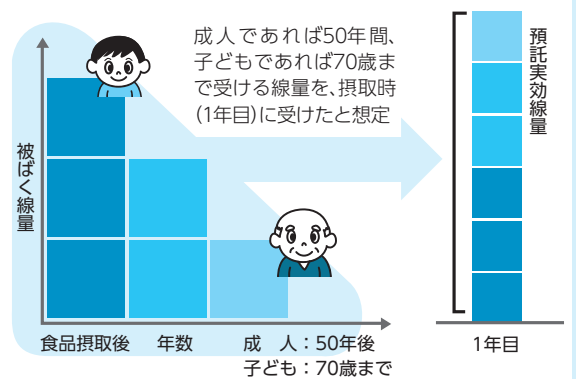 成人であれば50年間、
子どもであれば70歳ま
で受ける線量を、摂取時
(1年目)に受けたと想定
預託実効線量
被ばく線量
食品摂取後 年数 成 人：50年後
子ども：70歳まで
1年目